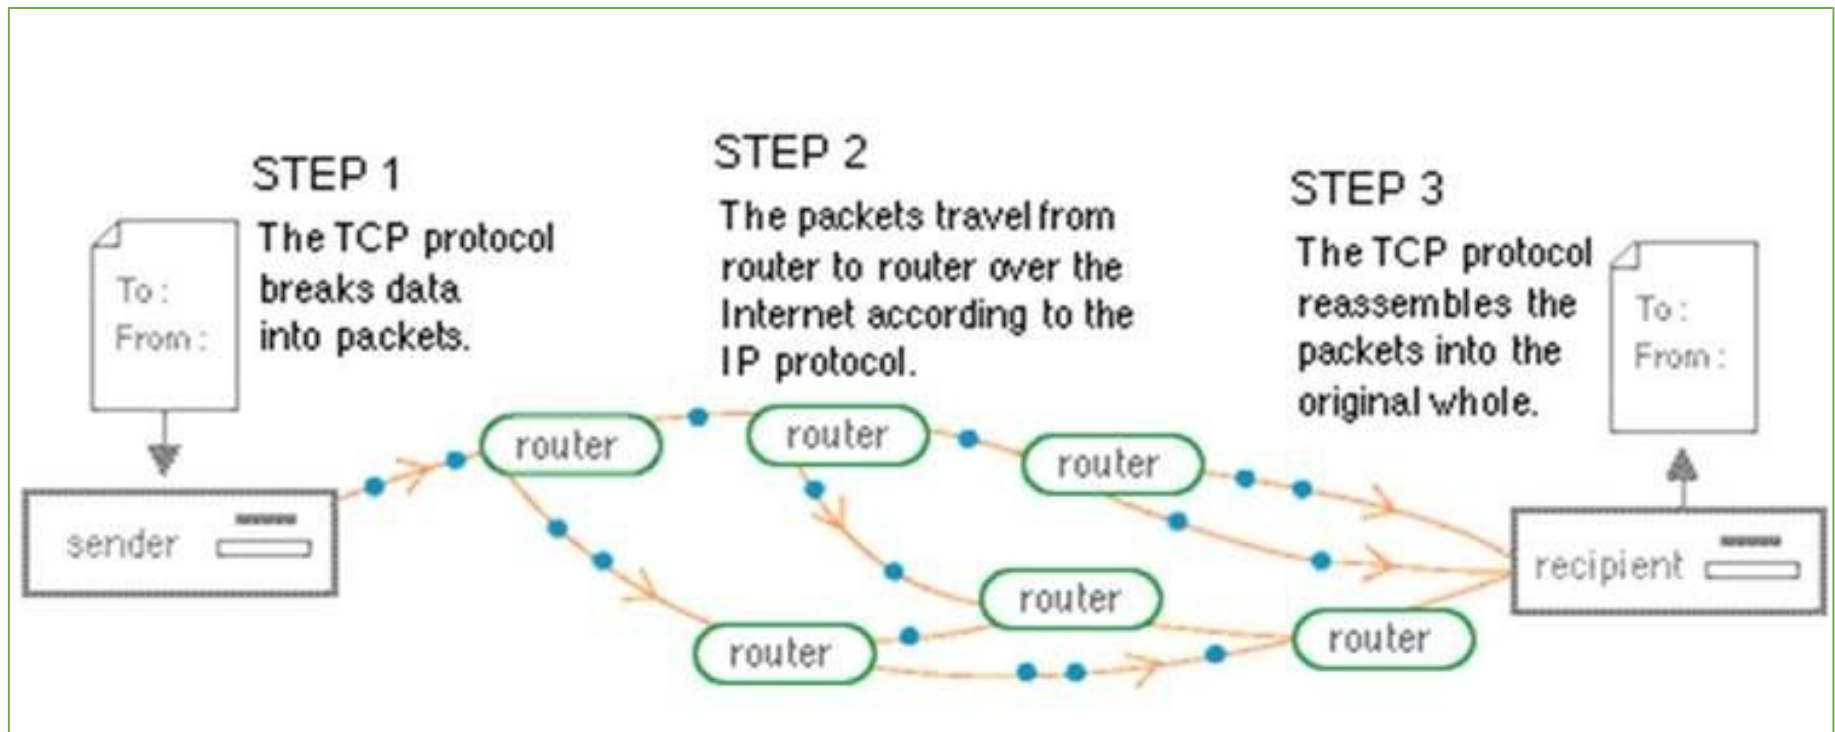 STEP 1
The TCP protocol
breaks data
into packets.
To:
From:
STEP 2
The packets travel from
router to router over the
Internet according to the
IP protocol.
STEP 3
The TCP protocol
reassembles the
packets into the
original whole.
To:
From:
sender
router
router
router
router
router
router
recipient